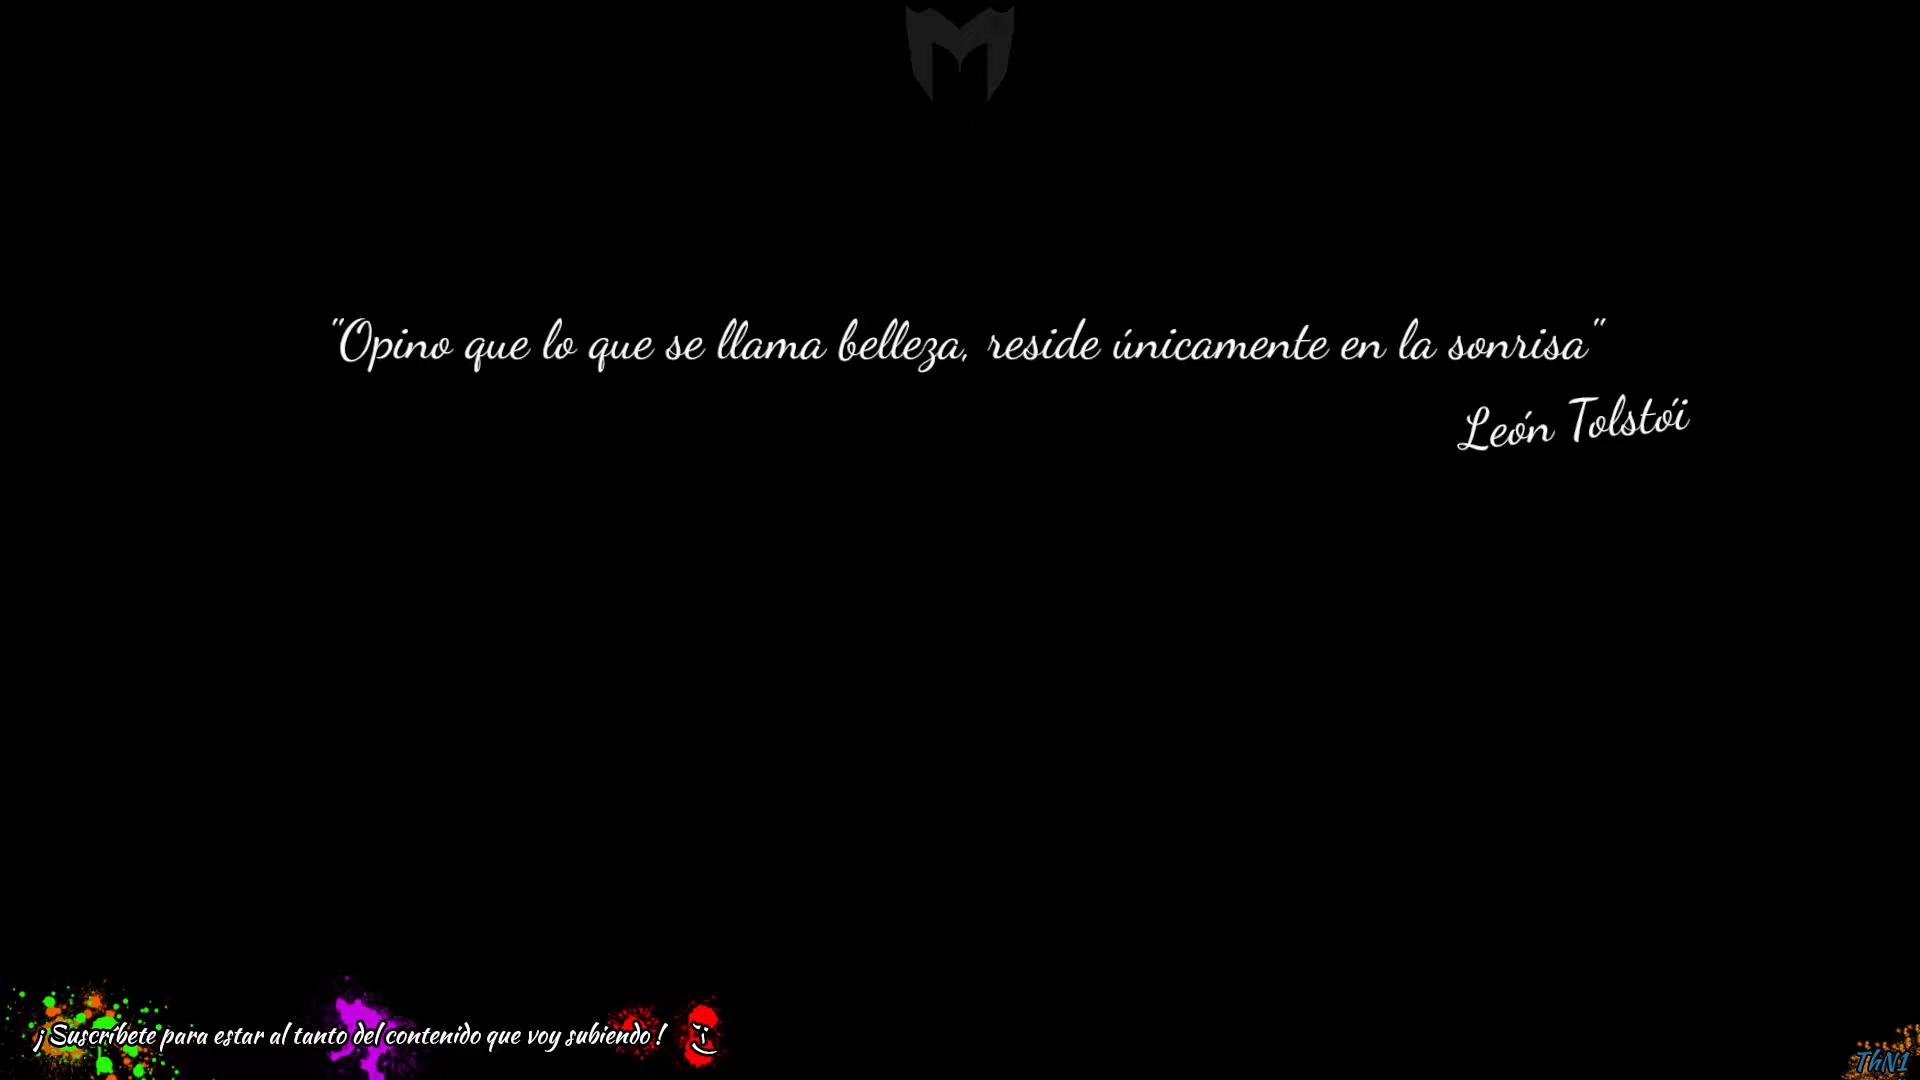 M
"Opino que lo que se llama belleza, reside únicamente en la sonrisa"
León Tolstói
¡Suscríbete para estar al tanto del contenido que voy subiendo!
ThN1